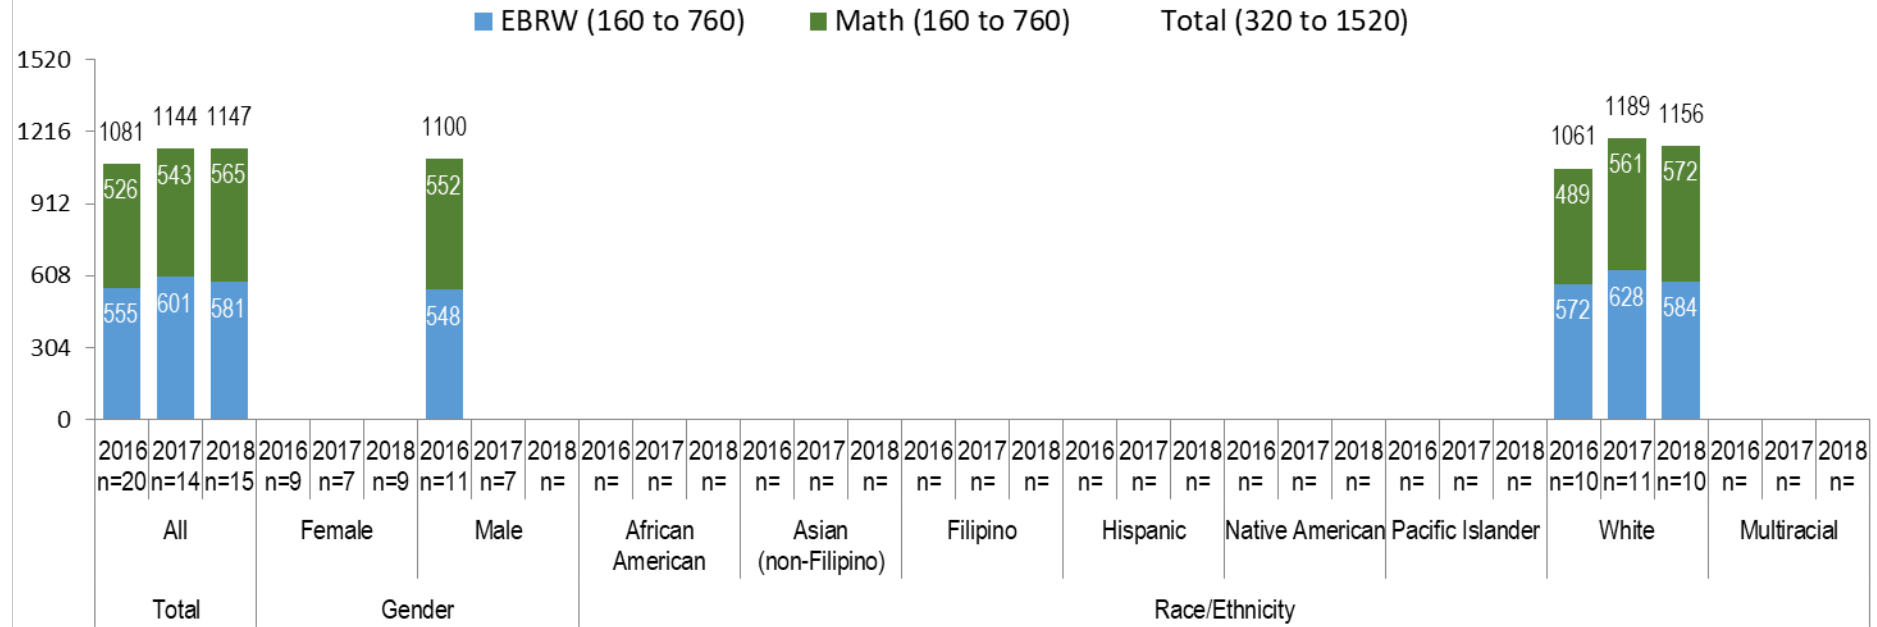 EBRW (160 to 760) Math (160 to 760) Total (320 to 1520)
1520
1216
912
608
304
0
1081 1144 1147 1100 1061 1189 1156
526 543 565 552 489 561 572
555 601 581 548 572 628 584
2016 2017 2018 2016 2017 2018 2016 2017 2018 2016 2017 2018 2016 2017 2018 2016 2017 2018 2016 2017 2018 2016 2017 2018 2016 2017 2018 2016 2017 2018 2016 2017 2018
n=20 n=14 n=15 n=9 n=7 n=9 n=11 n=7 n= n= n= n= n= n= n= n= n= n= n= n= n= n= n= n= n= n= n= n=10 n=11 n=10 n= n= n=
All Female Male African American Asian (non-Filipino) Filipino Hispanic Native American Pacific Islander White Multiracial
Total Gender Race/Ethnicity